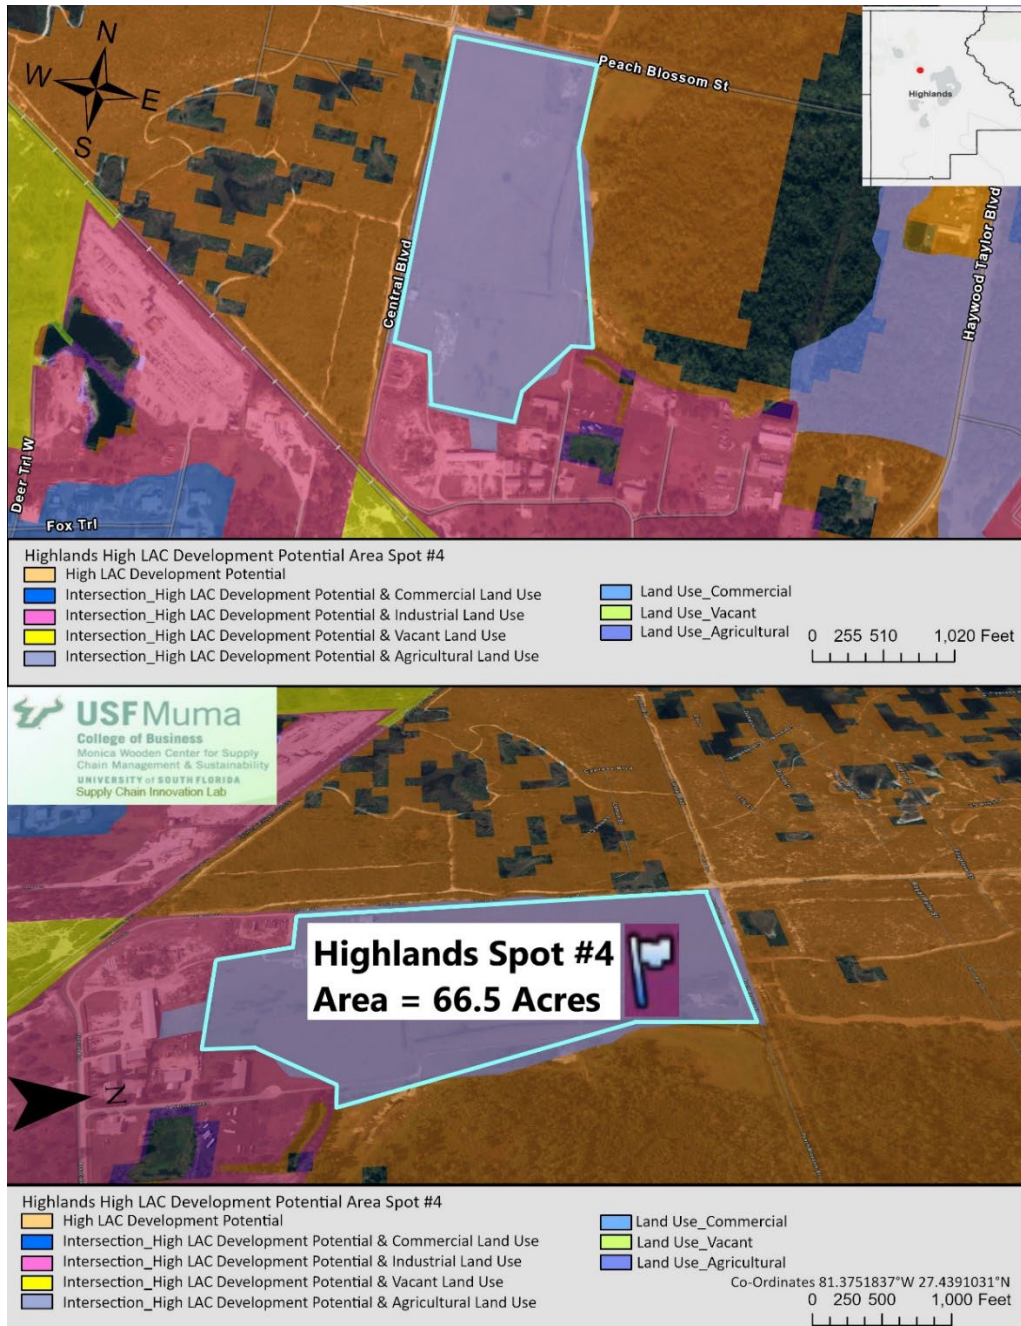 N
W
E
S
Peach Blossom St
Highlands
Central Blvd
Haywood Taylor Blvd
Deer Trl W
Fox Trl
Highlands High LAC Development Potential Area Spot #4
High LAC Development Potential
Intersection_High LAC Development Potential & Commercial Land Use
Intersection_High LAC Development Potential & Industrial Land Use
Intersection_High LAC Development Potential & Vacant Land Use
Intersection_High LAC Development Potential & Agricultural Land Use
Land Use_Commercial
Land Use_Vacant
Land Use_Agricultural
0 255 510 1,020 Feet
USF Muma
College of Business
Monica Wooden Center for Supply
Chain Management & Sustainability
UNIVERSITY of SOUTH FLORIDA
Supply Chain Innovation Lab
Highlands Spot #4
Area = 66.5 Acres
N
Highlands High LAC Development Potential Area Spot #4
High LAC Development Potential
Intersection_High LAC Development Potential & Commercial Land Use
Intersection_High LAC Development Potential & Industrial Land Use
Intersection_High LAC Development Potential & Vacant Land Use
Intersection_High LAC Development Potential & Agricultural Land Use
Land Use_Commercial
Land Use_Vacant
Land Use_Agricultural
Co-Ordinates 81.3751837°W 27.4391031°N
0 250 500 1,000 Feet